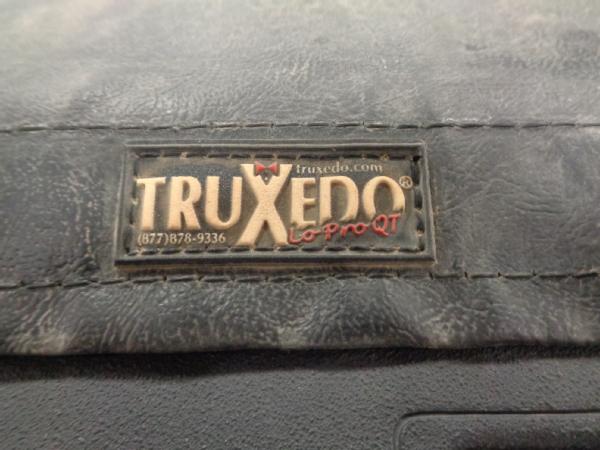 truxedo.com
TRUXEDO®
Lo Pro QT
(877)878-9336